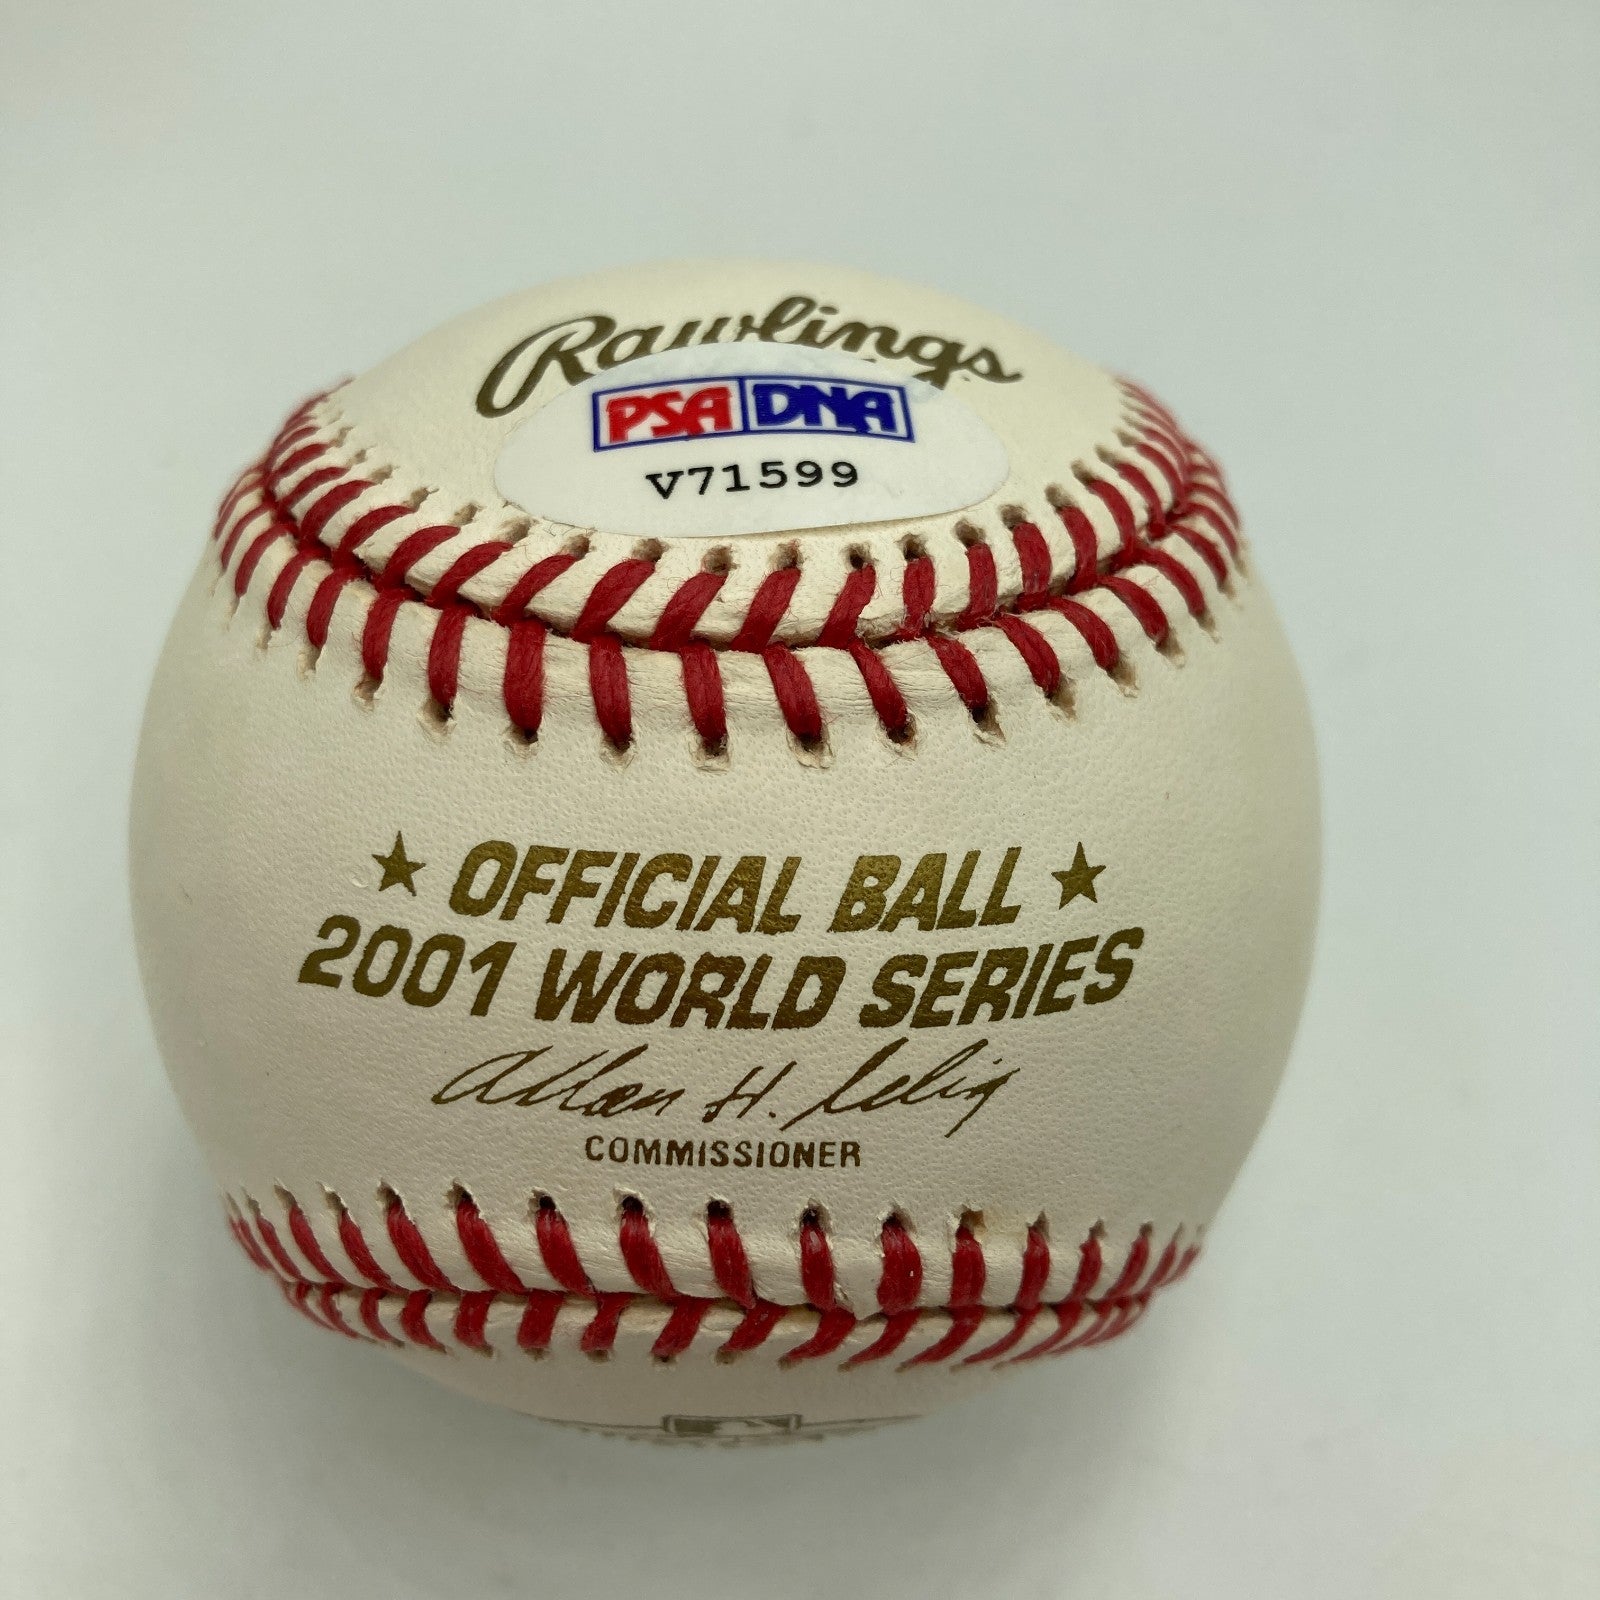 Rawlings
PSA DNA
V71599
★ OFFICIAL BALL ★
2001 WORLD SERIES
Allan H. Selig
COMMISSIONER